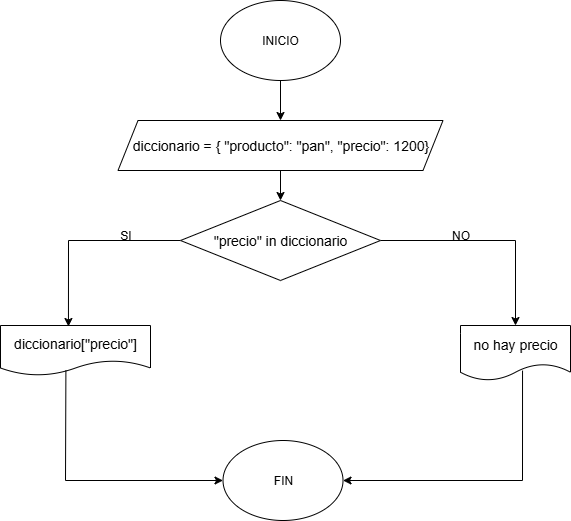 INICIO
diccionario = { "producto": "pan", "precio": 1200}
"precio" in diccionario
SI
NO
diccionario["precio"]
no hay precio
FIN